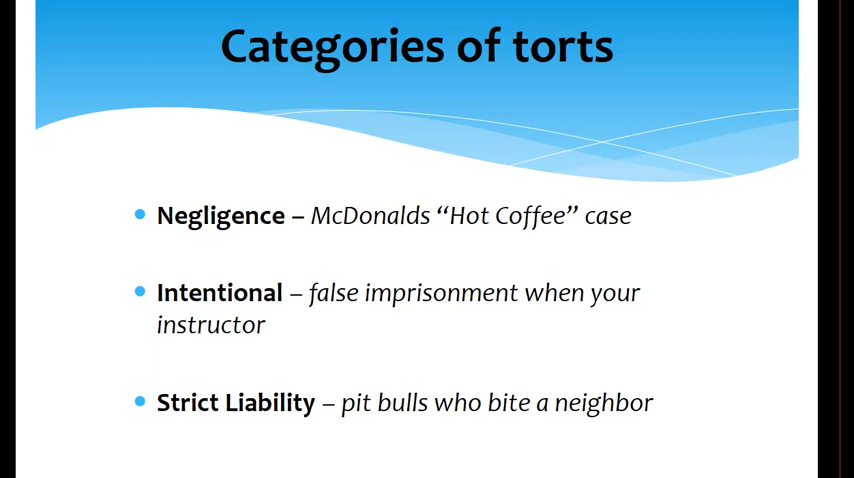 Categories of torts
Negligence – McDonalds “Hot Coffee” case
Intentional – false imprisonment when your
instructor
Strict Liability – pit bulls who bite a neighbor